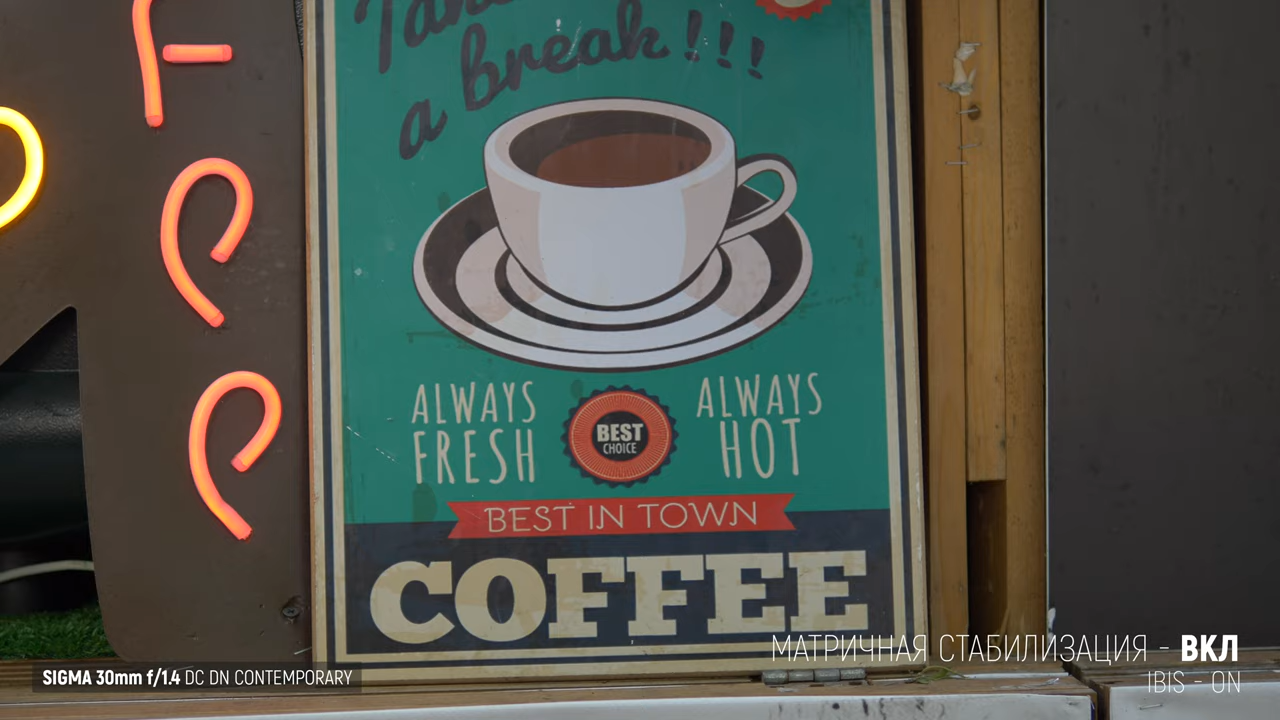 Take
a break!!!
ALWAYS
FRESH
BEST
CHOICE
ALWAYS
HOT
BEST IN TOWN
COFFEE
МАТРИЧНАЯ СТАБИЛИЗАЦИЯ - ВКЛ
IBIS - ON
SIGMA 30mm f/1.4 DC DN CONTEMPORARY